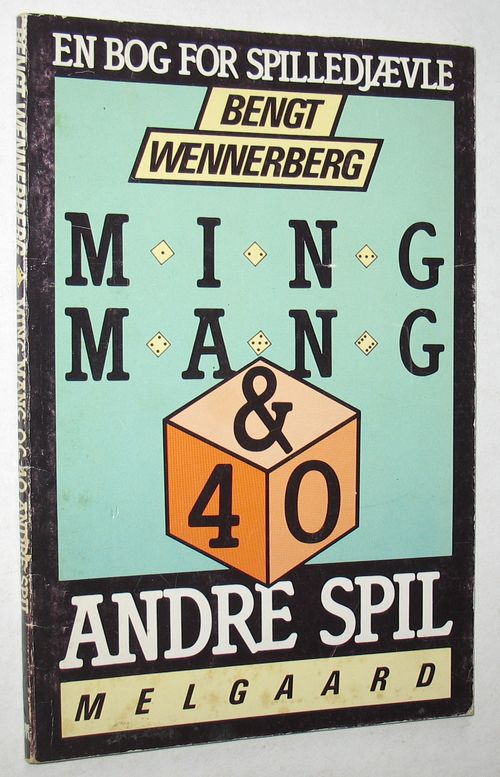 EN BOG FOR SPILLEDJÆVLE
BENGT
WENNERBERG
MING
MANG
&
40
ANDRE SPIL
MELGAARD
BENGT WENNERBERG MING MANG OG 40 ANDRE SPIL